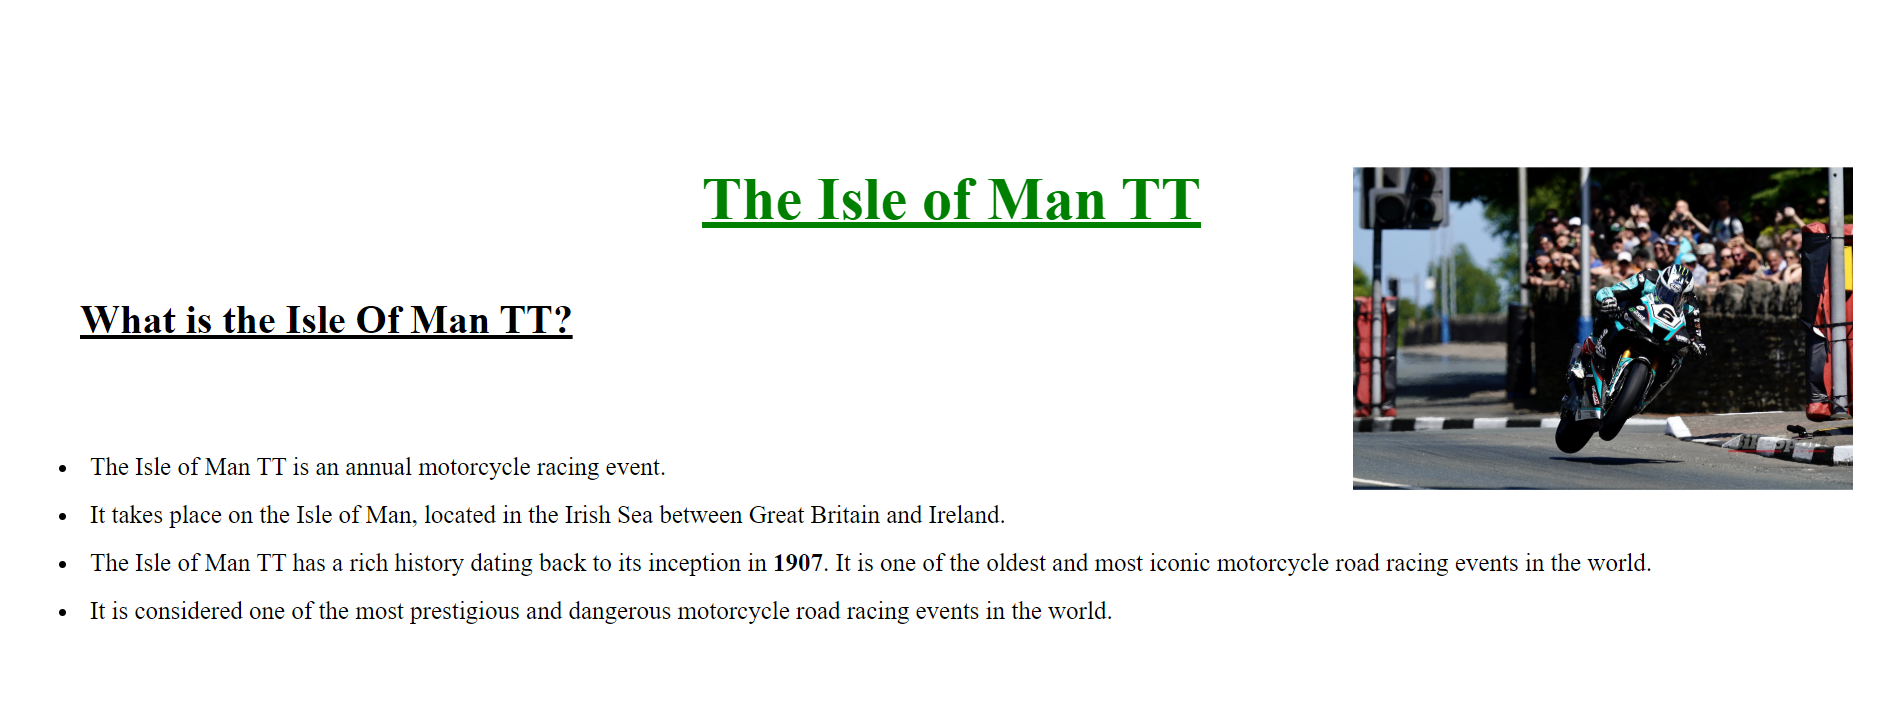 The Isle of Man TT
What is the Isle Of Man TT?
The Isle of Man TT is an annual motorcycle racing event.
It takes place on the Isle of Man, located in the Irish Sea between Great Britain and Ireland.
The Isle of Man TT has a rich history dating back to its inception in 1907. It is one of the oldest and most iconic motorcycle road racing events in the world.
It is considered one of the most prestigious and dangerous motorcycle road racing events in the world.
6